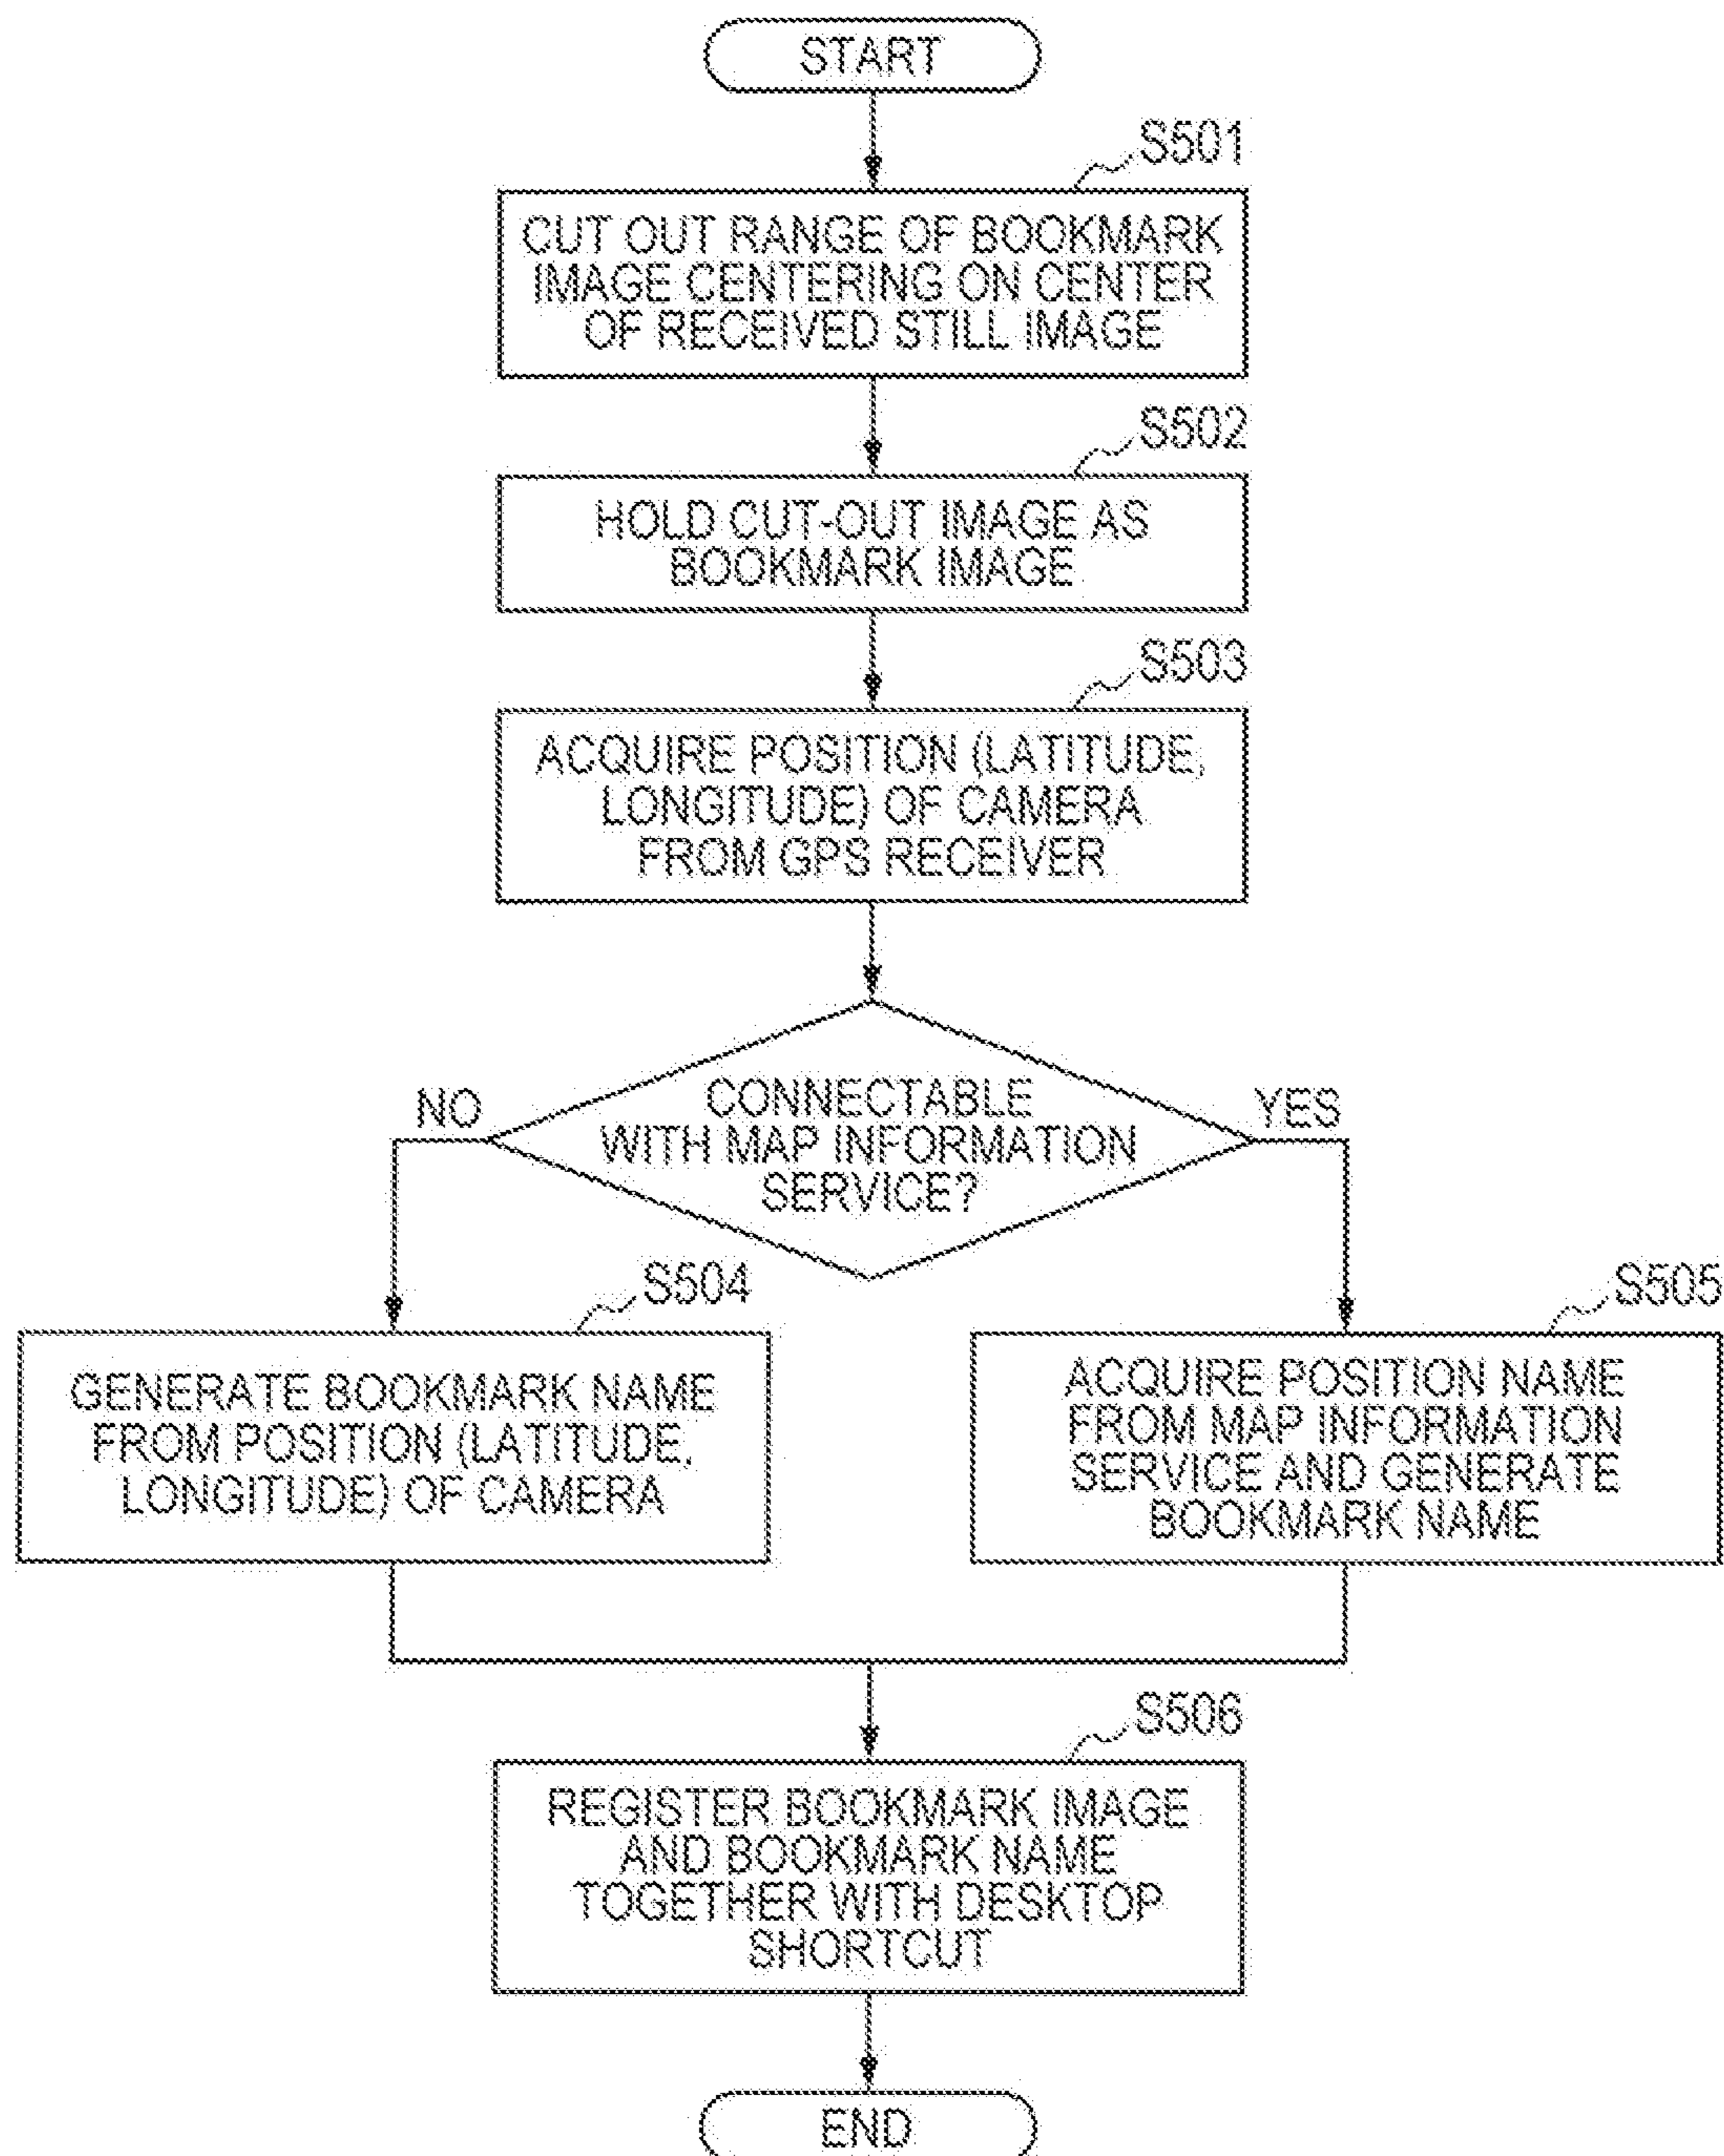 START
S501
CUT OUT RANGE OF BOOKMARK
IMAGE CENTERING ON CENTER
OF RECEIVED STILL IMAGE
S502
HOLD CUT-OUT IMAGE AS
BOOKMARK IMAGE
S503
ACQUIRE POSITION (LATITUDE,
LONGITUDE) OF CAMERA
FROM GPS RECEIVER
CONNECTABLE
WITH MAP INFORMATION
SERVICE?
NO
YES
S504
GENERATE BOOKMARK NAME
FROM POSITION (LATITUDE,
LONGITUDE) OF CAMERA
S505
ACQUIRE POSITION NAME
FROM MAP INFORMATION
SERVICE AND GENERATE
BOOKMARK NAME
S506
REGISTER BOOKMARK IMAGE
AND BOOKMARK NAME
TOGETHER WITH DESKTOP
SHORTCUT
END